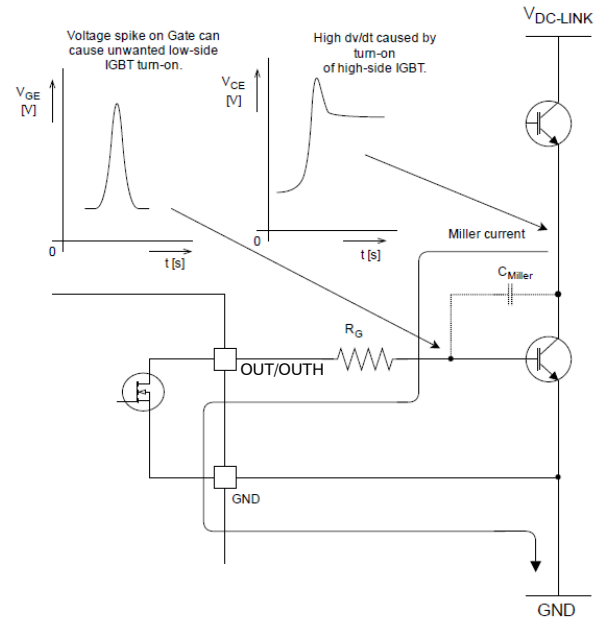 Voltage spike on Gate can
cause unwanted low-side
IGBT turn-on.
High dv/dt caused by
turn-on
of high-side IGBT.
VDC-LINK
VGE
[V]
VCE
[V]
0
t [s]
0
t [s]
Miller current
CMiller
RG
OUT/OUTH
GND
GND